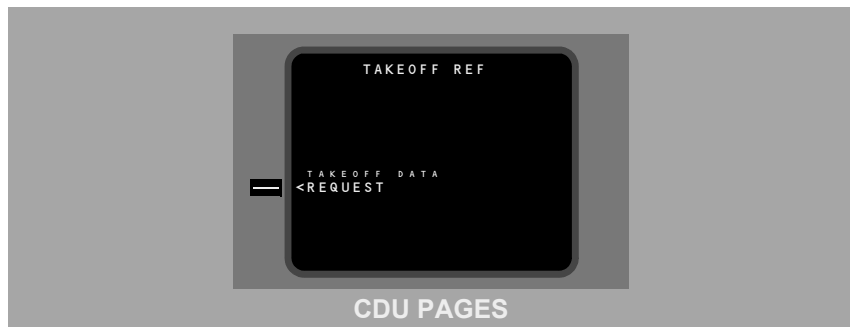 TAKEOFF REF
TAKEOFF DATA
<REQUEST
CDU PAGES